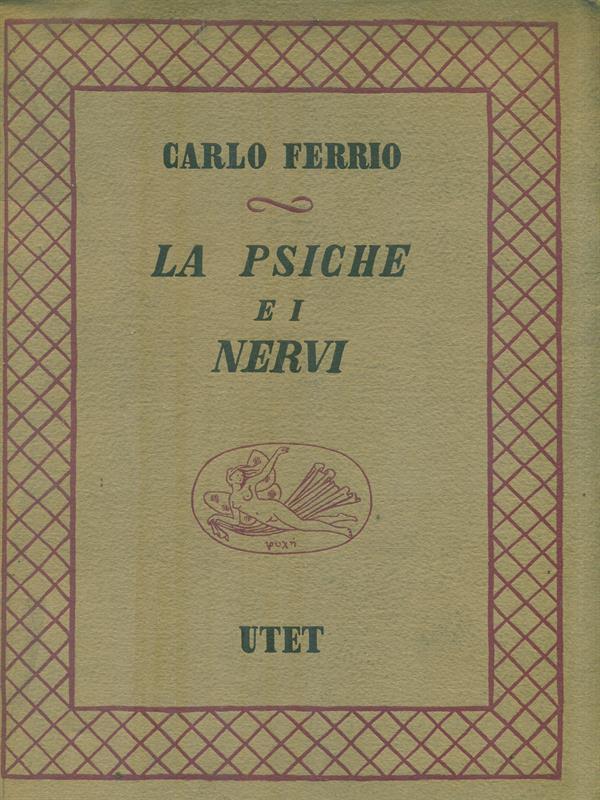 CARLO FERRIO
LA PSICHE
E I
NERVI
ψυχή
UTET